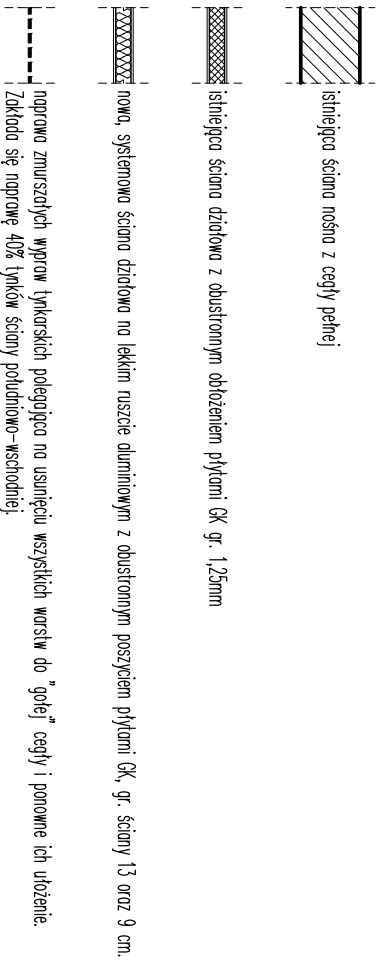 istniejąca ściana nośna z cegły pełnej
istniejąca ściana działowa z obustronnym obłożeniem płytami GK gr. 1,25mm
nowa, systemowa ściana działowa na lekkim ruszcie aluminiowym z obustronnym poszyciem płytami GK, gr. ściany 13 oraz 9 cm.
naprawa zmurszałych wypraw tynkarskich polegająca na usunięciu wszystkich warstw do "gołej" cegły i ponowne ich ułożenie.
Zakłada się naprawę 40% tynków ściany południowo-wschodniej.